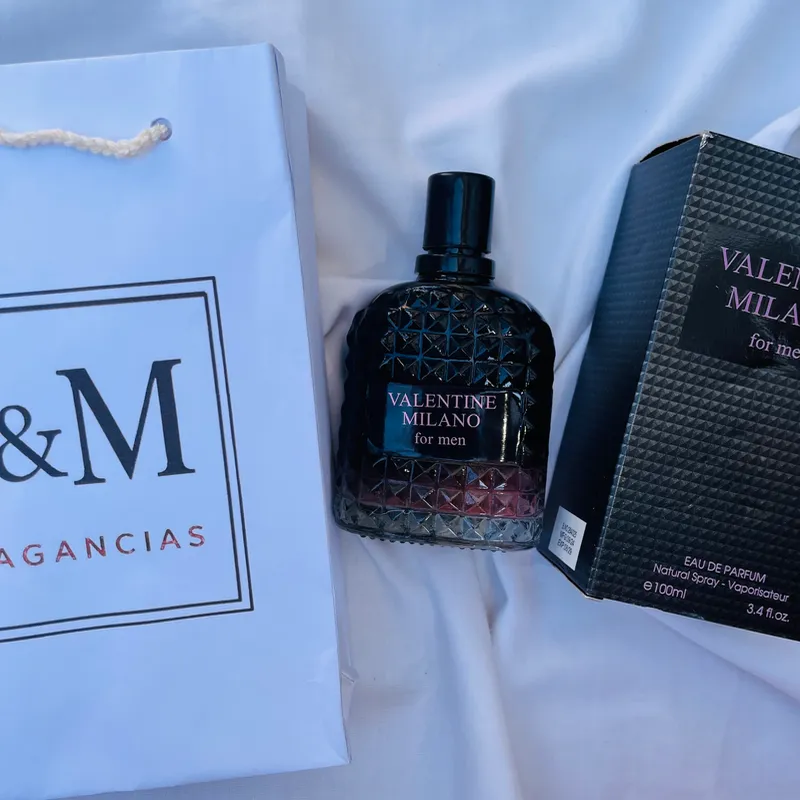 &M
AGANCIAS
VALENTINE
MILANO
for men
VALEN
MILA
for me
EAU DE PARFUM
Natural Spray - Vaporisateur
℮100ml
3.4 fl.oz.